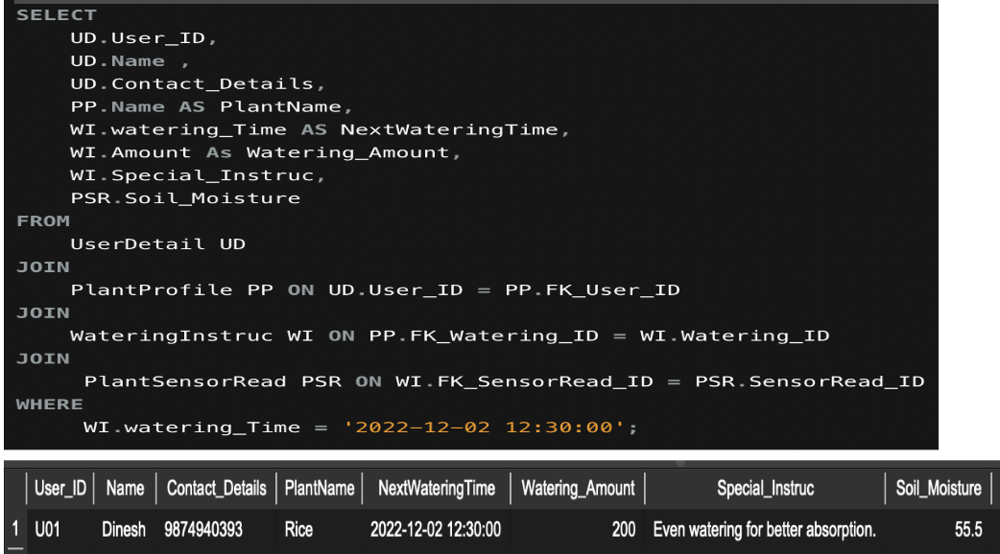 SELECT
UD.User_ID,
UD.Name ,
UD.Contact_Details,
PP.Name AS PlantName,
WI.watering_Time AS NextWateringTime,
WI.Amount As Watering_Amount,
WI.Special_Instruc,
PSR.Soil_Moisture
FROM
UserDetail UD
JOIN
PlantProfile PP ON UD.User_ID = PP.FK_User_ID
JOIN
WateringInstruc WI ON PP.FK_Watering_ID = WI.Watering_ID
JOIN
PlantSensorRead PSR ON WI.FK_SensorRead_ID = PSR.SensorRead_ID
WHERE
WI.watering_Time = '2022–12–02 12:30:00';
User_ID Name Contact_Details PlantName NextWateringTime Watering_Amount Special_Instruc Soil_Moisture
1 U01 Dinesh 9874940393 Rice 2022-12-02 12:30:00 200 Even watering for better absorption. 55.5